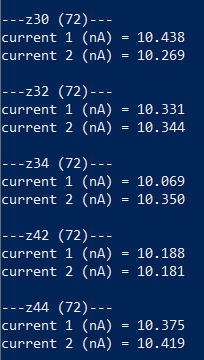 ---z30 (72)---
current 1 (nA) = 10.438
current 2 (nA) = 10.269
---z32 (72)---
current 1 (nA) = 10.331
current 2 (nA) = 10.344
---z34 (72)---
current 1 (nA) = 10.069
current 2 (nA) = 10.350
---z42 (72)---
current 1 (nA) = 10.188
current 2 (nA) = 10.181
---z44 (72)---
current 1 (nA) = 10.375
current 2 (nA) = 10.419